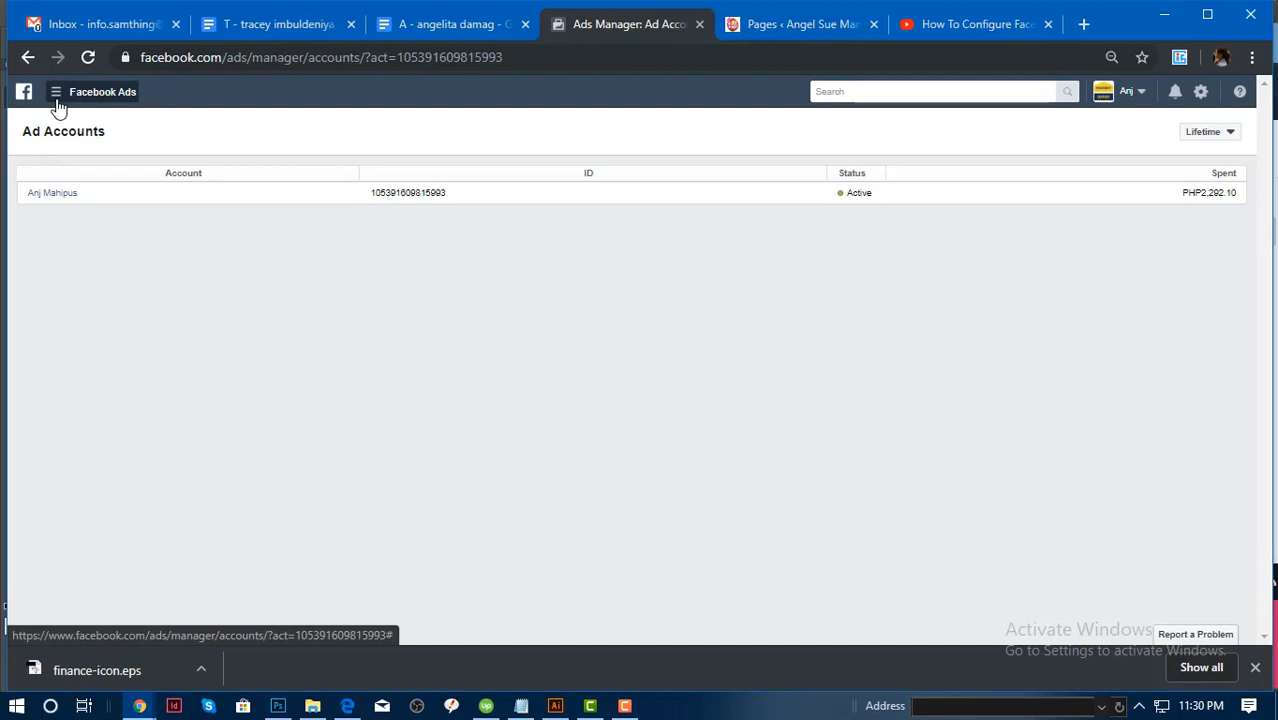 Inbox - info.samthing@
T - tracey imbuldeniya
A - angelita damag - G
Ads Manager: Ad Acco
Pages ‹ Angel Sue Mar
How To Configure Face
facebook.com/ads/manager/accounts/?act=105391609815993
Facebook Ads
Search
Anj
Ad Accounts
Lifetime
Account ID Status Spent
Anj Mahipus 105391609815993 Active PHP2,292.10
https://www.facebook.com/ads/manager/accounts/?act=105391609815993#
Activate Windows
Go to Settings to activate Windows.
Report a Problem
finance-icon.eps
Show all
Address
11:30 PM